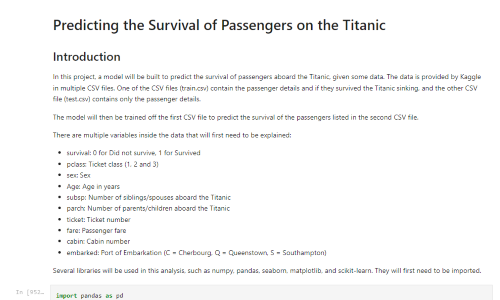 Predicting the Survival of Passengers on the Titanic
Introduction
In this project, a model will be built to predict the survival of passengers aboard the Titanic, given some data. The data is provided by Kaggle
in multiple CSV files. One of the CSV files (train.csv) contain the passenger details and if they survived the Titanic sinking, and the other CSV
file (test.csv) contains only the passenger details.
The model will then be trained off the first CSV file to predict the survival of the passengers listed in the second CSV file.
There are multiple variables inside the data that will first need to be explained:
• survival: 0 for Did not survive, 1 for Survived
• pclass: Ticket class (1, 2 and 3)
• sex: Sex
• Age: Age in years
• subsp: Number of siblings/spouses aboard the Titanic
• parch: Number of parents/children aboard the Titanic
• ticket: Ticket number
• fare: Passenger fare
• cabin: Cabin number
• embarked: Port of Embarkation (C = Cherbourg, Q = Queenstown, S = Southampton)
Several libraries will be used in this analysis, such as numpy, pandas, seaborn, matplotlib, and scikit-learn. They will first need to be imported.
import pandas as pd